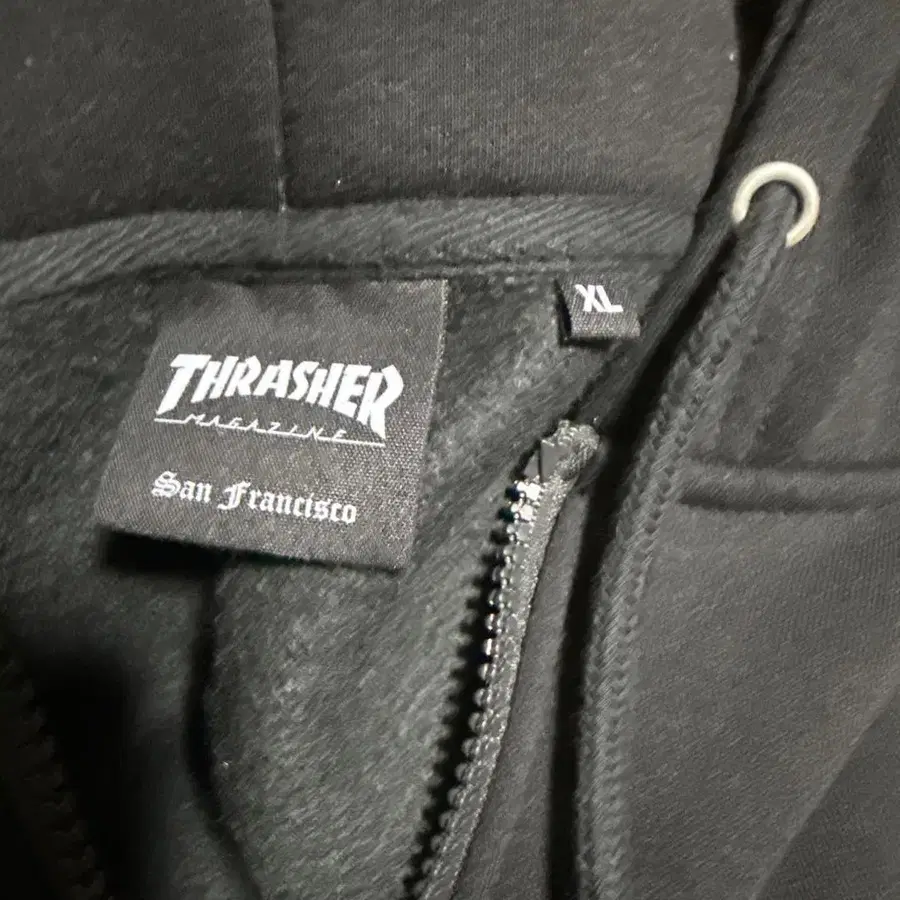 THRASHER
MAGAZINE
San Francisco
XL